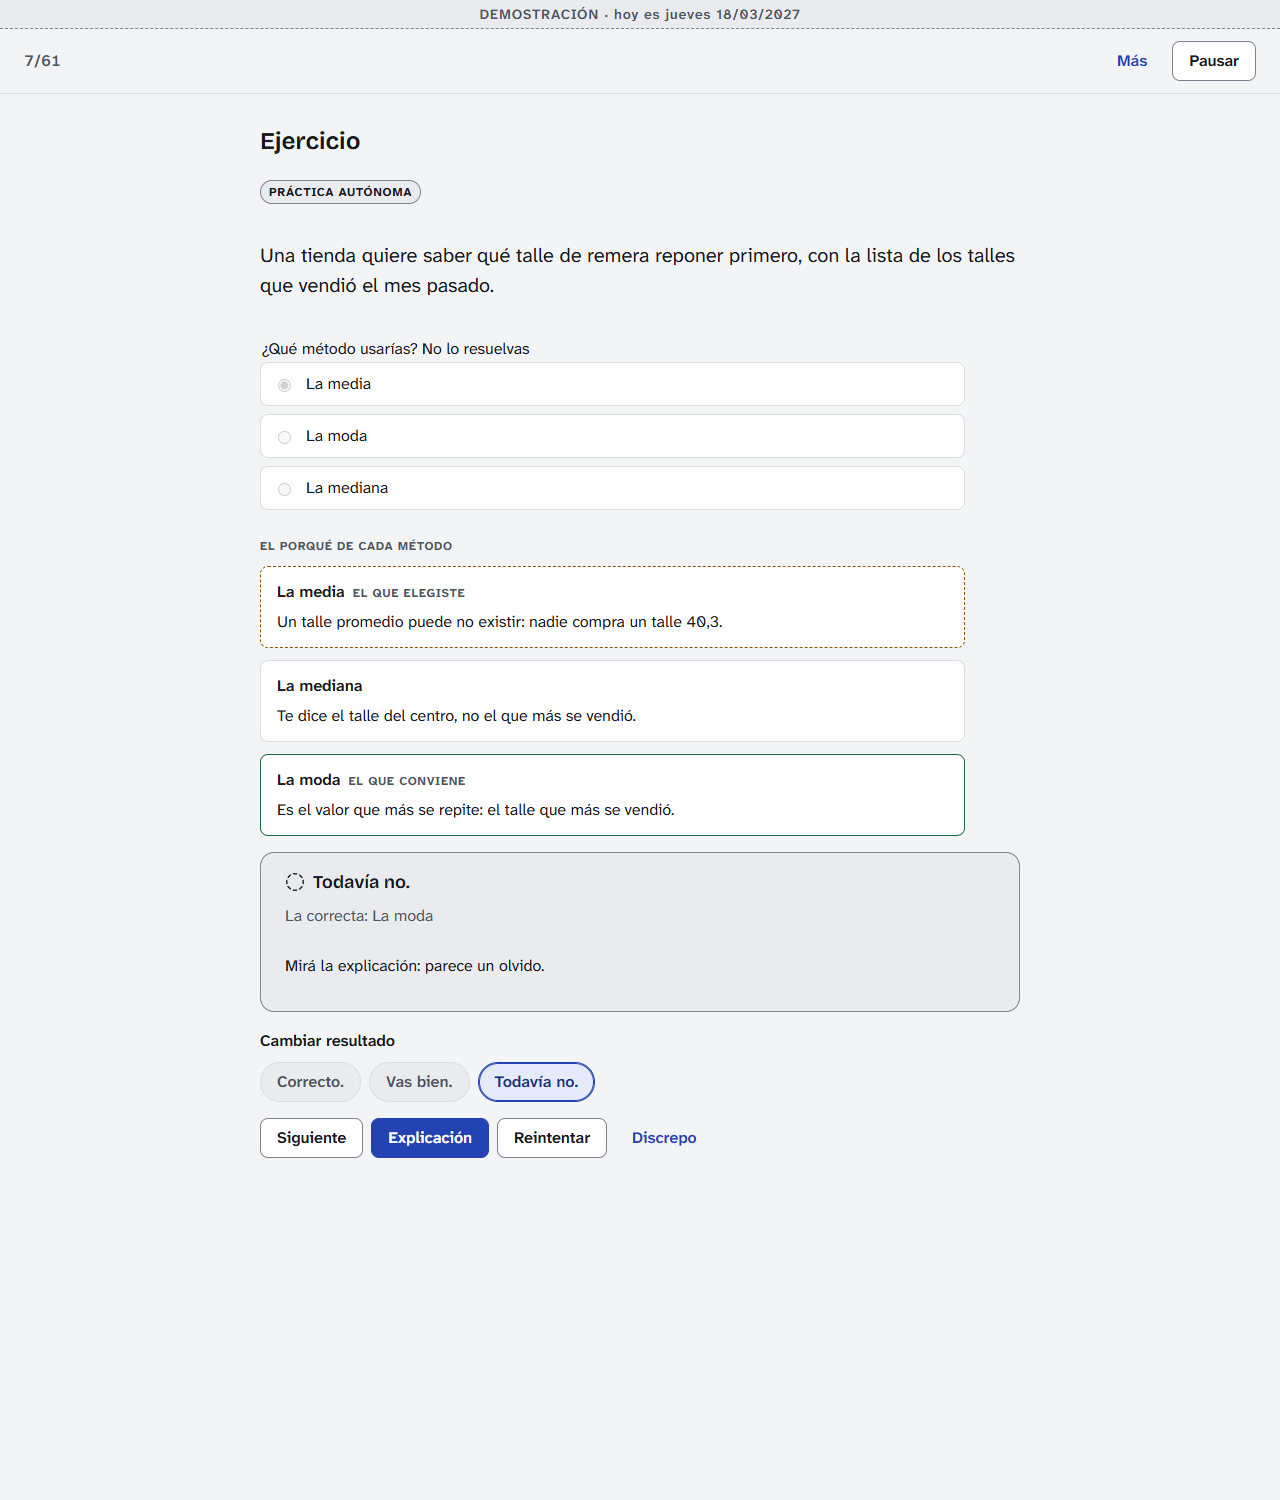 DEMOSTRACIÓN · hoy es jueves 18/03/2027
7/61
Más
Pausar
Ejercicio
PRÁCTICA AUTÓNOMA
Una tienda quiere saber qué talle de remera reponer primero, con la lista de los talles
que vendió el mes pasado.
¿Qué método usarías? No lo resuelvas
La media
La moda
La mediana
EL PORQUÉ DE CADA MÉTODO
La media EL QUE ELEGISTE
Un talle promedio puede no existir: nadie compra un talle 40,3.
La mediana
Te dice el talle del centro, no el que más se vendió.
La moda EL QUE CONVIENE
Es el valor que más se repite: el talle que más se vendió.
Todavía no.
La correcta: La moda
Mirá la explicación: parece un olvido.
Cambiar resultado
Correcto.
Vas bien.
Todavía no.
Siguiente
Explicación
Reintentar
Discrepo